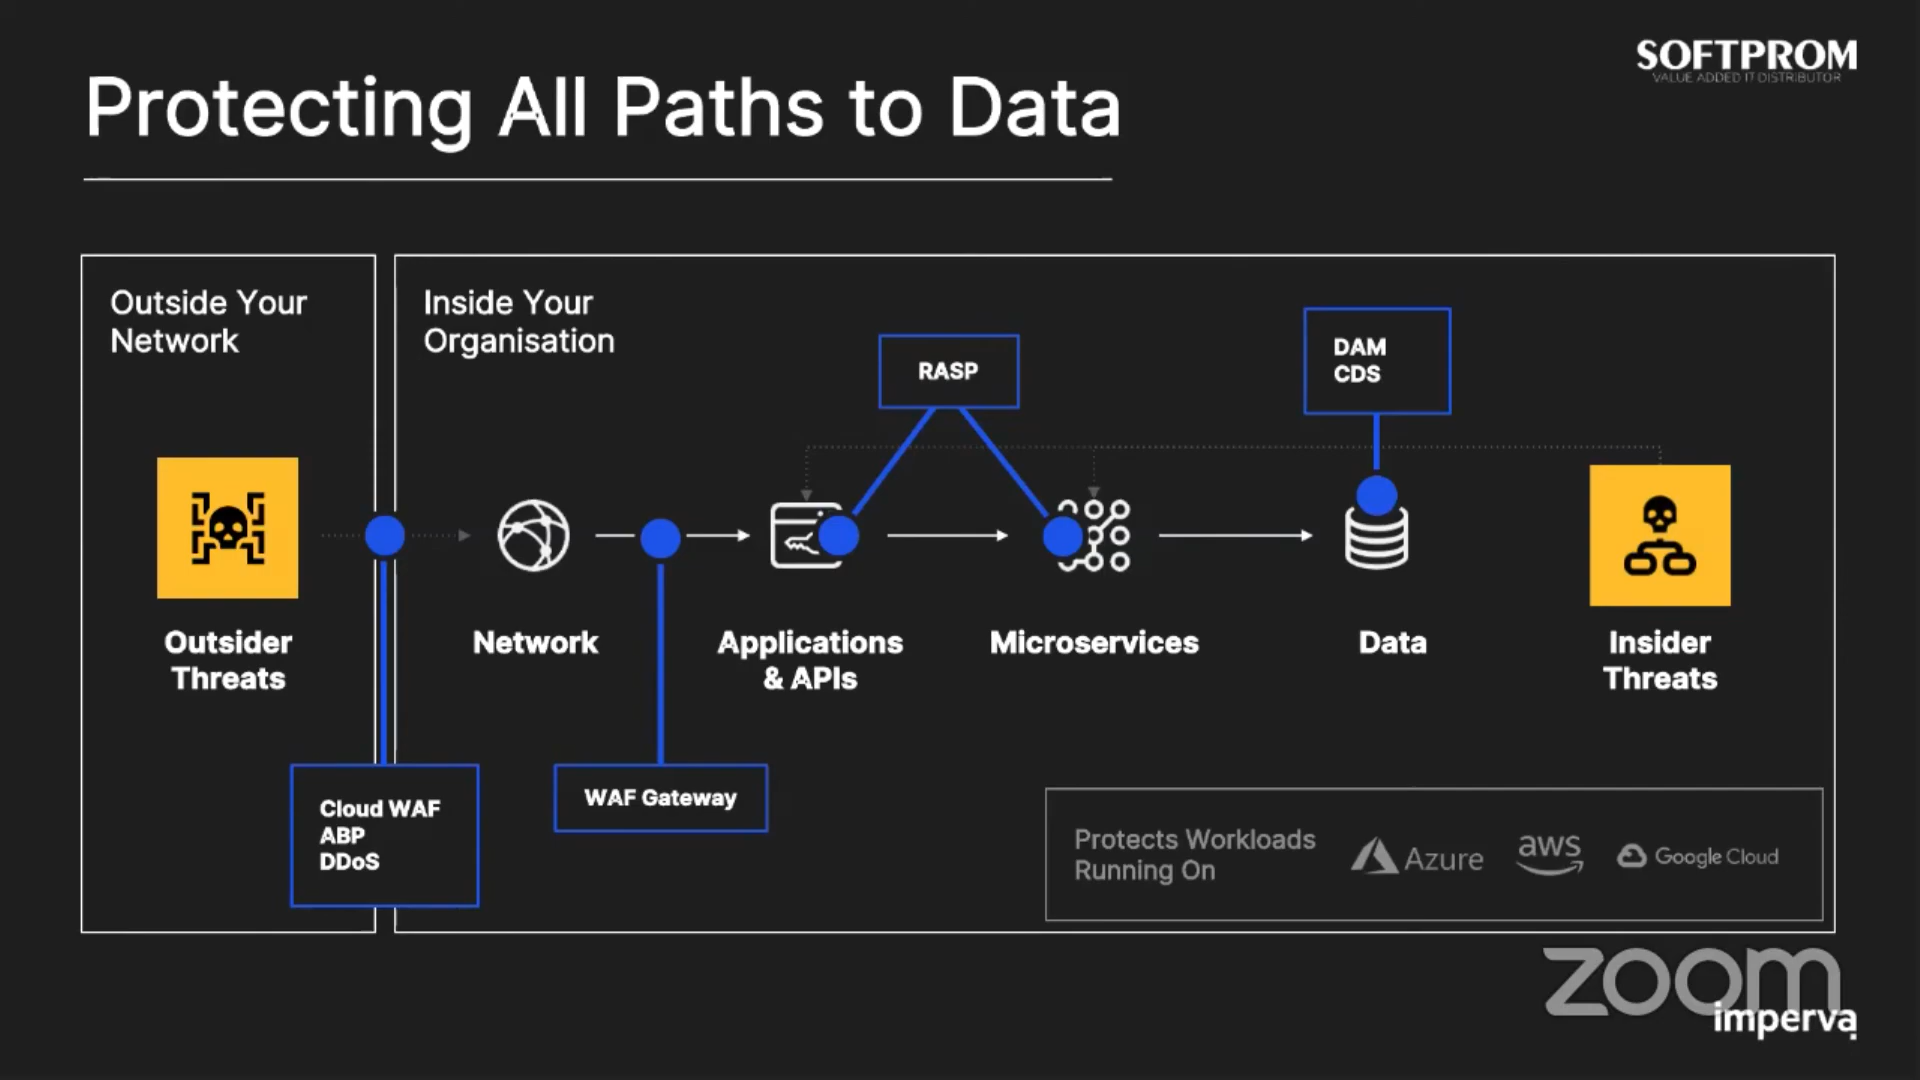 SOFTPROM
VALUE ADDED IT DISTRIBUTOR
Protecting All Paths to Data
Outside Your
Network
Inside Your
Organisation
RASP
DAM
CDS
Outsider
Threats
Network
Applications
& APIs
Microservices
Data
Insider
Threats
Cloud WAF
ABP
DDoS
WAF Gateway
Protects Workloads
Running On
Azure
aws
Google Cloud
zoom
imperva